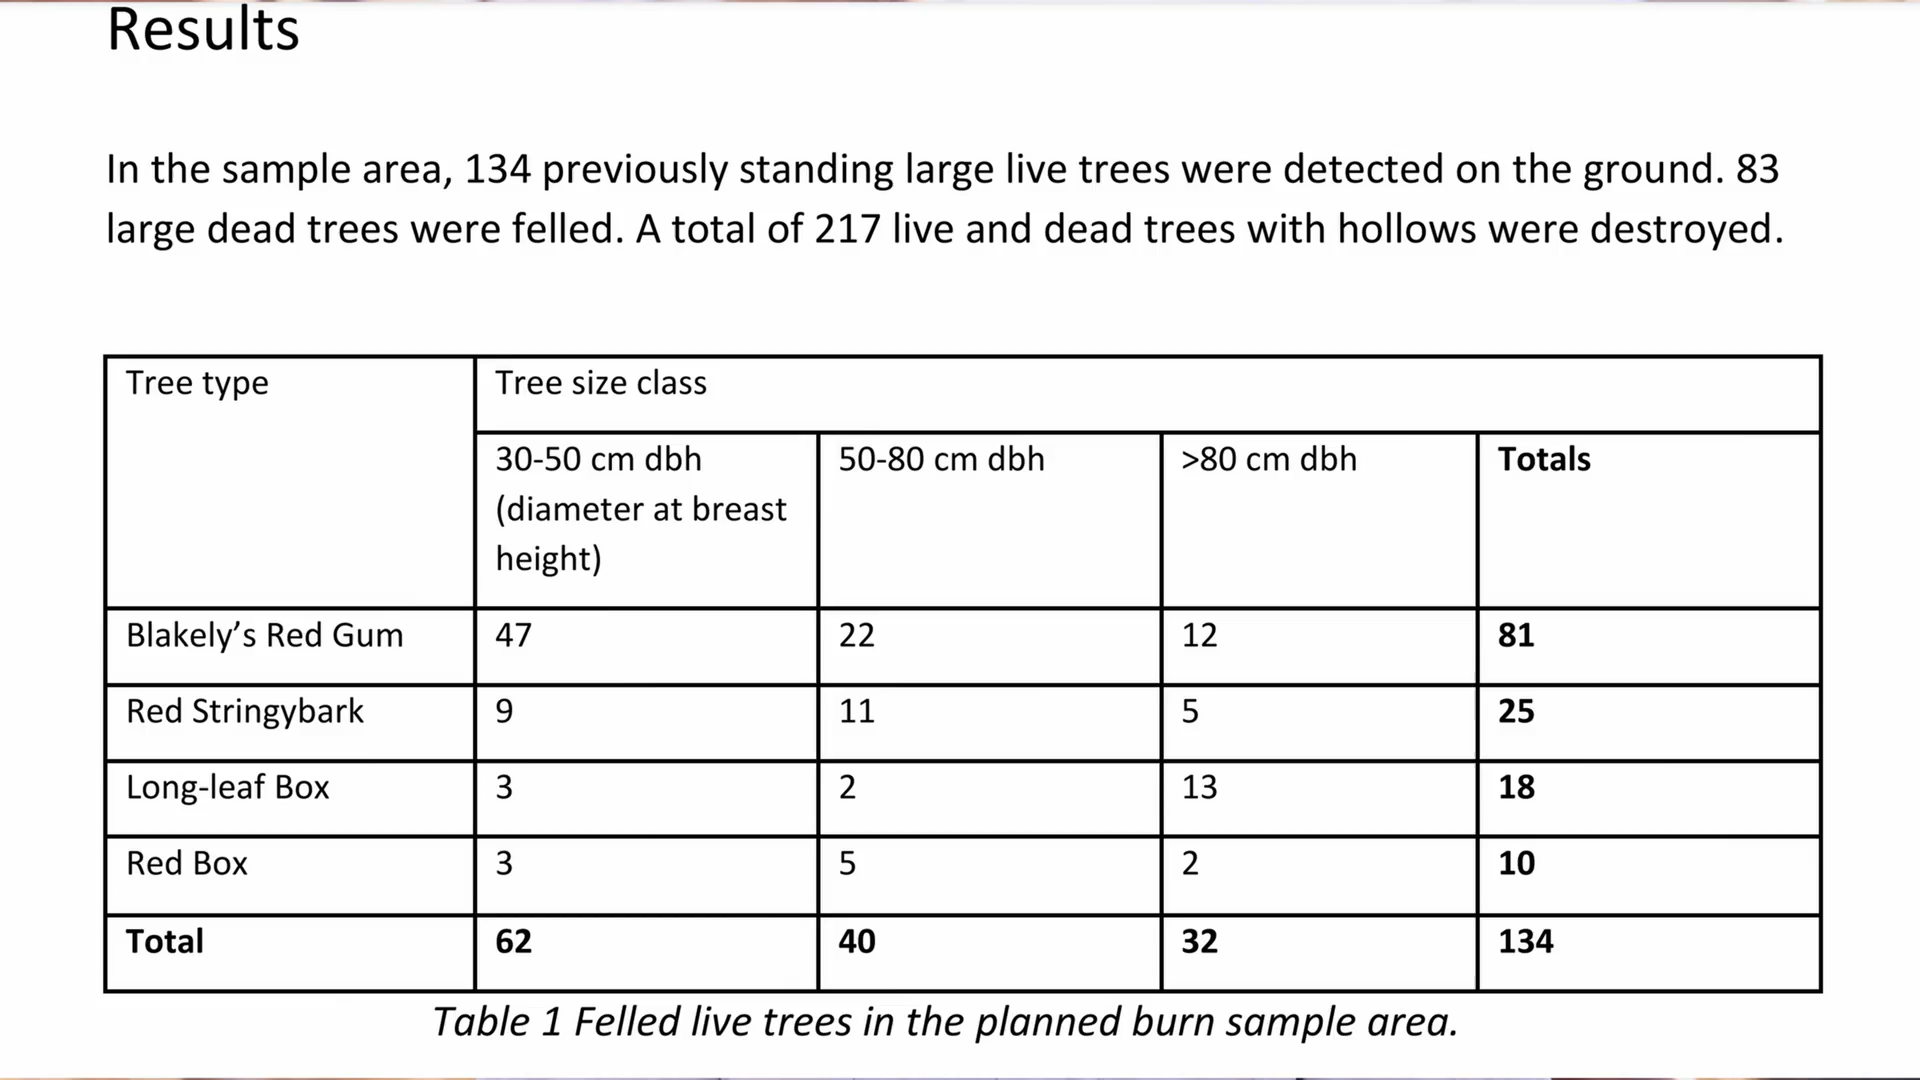 Results
In the sample area, 134 previously standing large live trees were detected on the ground. 83
large dead trees were felled. A total of 217 live and dead trees with hollows were destroyed.
Tree type
Tree size class
30-50 cm dbh
(diameter at breast
height)
50-80 cm dbh
>80 cm dbh
Totals
Blakely’s Red Gum 47 22 12 81
Red Stringybark 9 11 5 25
Long-leaf Box 3 2 13 18
Red Box 3 5 2 10
Total 62 40 32 134
Table 1 Felled live trees in the planned burn sample area.